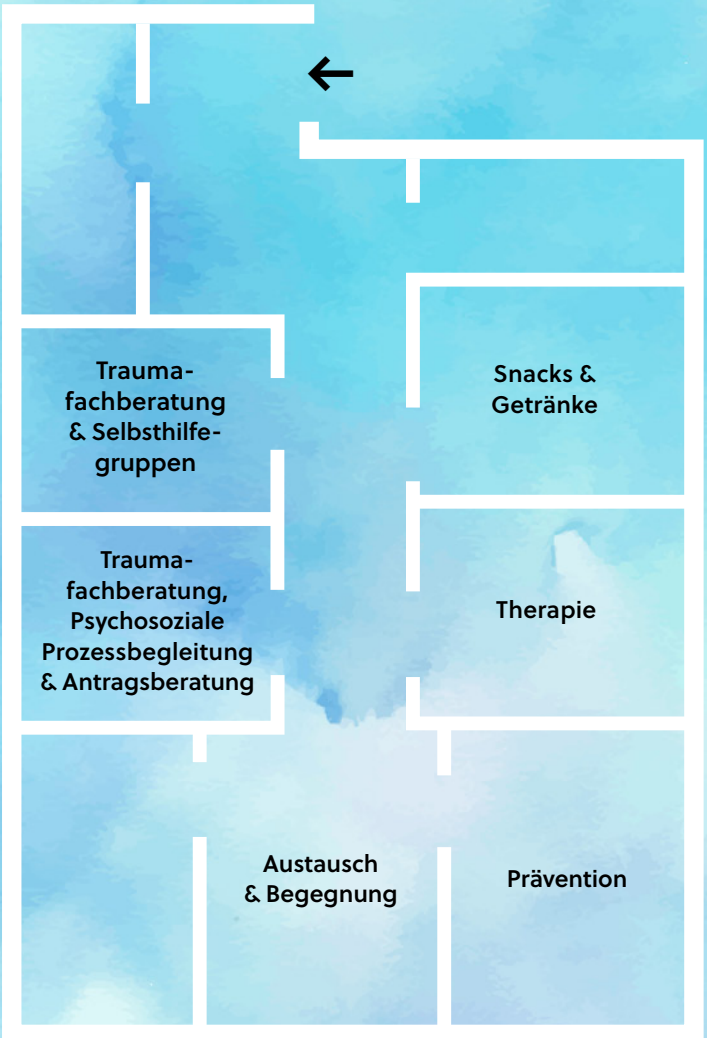 Trauma-
fachberatung
& Selbsthilfe-
gruppen
Snacks &
Getränke
Trauma-
fachberatung,
Psychosoziale
Prozessbegleitung
& Antragsberatung
Therapie
Austausch
& Begegnung
Prävention